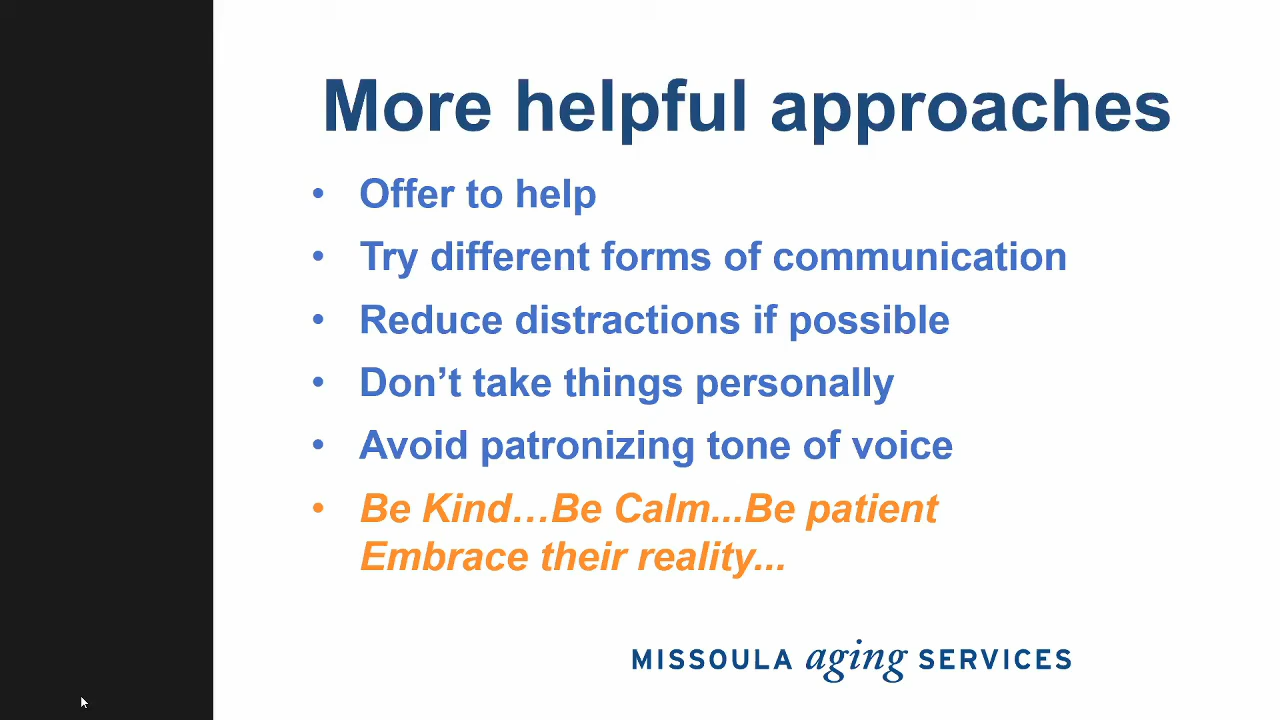 More helpful approaches
• Offer to help
• Try different forms of communication
• Reduce distractions if possible
• Don’t take things personally
• Avoid patronizing tone of voice
• Be Kind…Be Calm...Be patient
Embrace their reality...
MISSOULA aging SERVICES